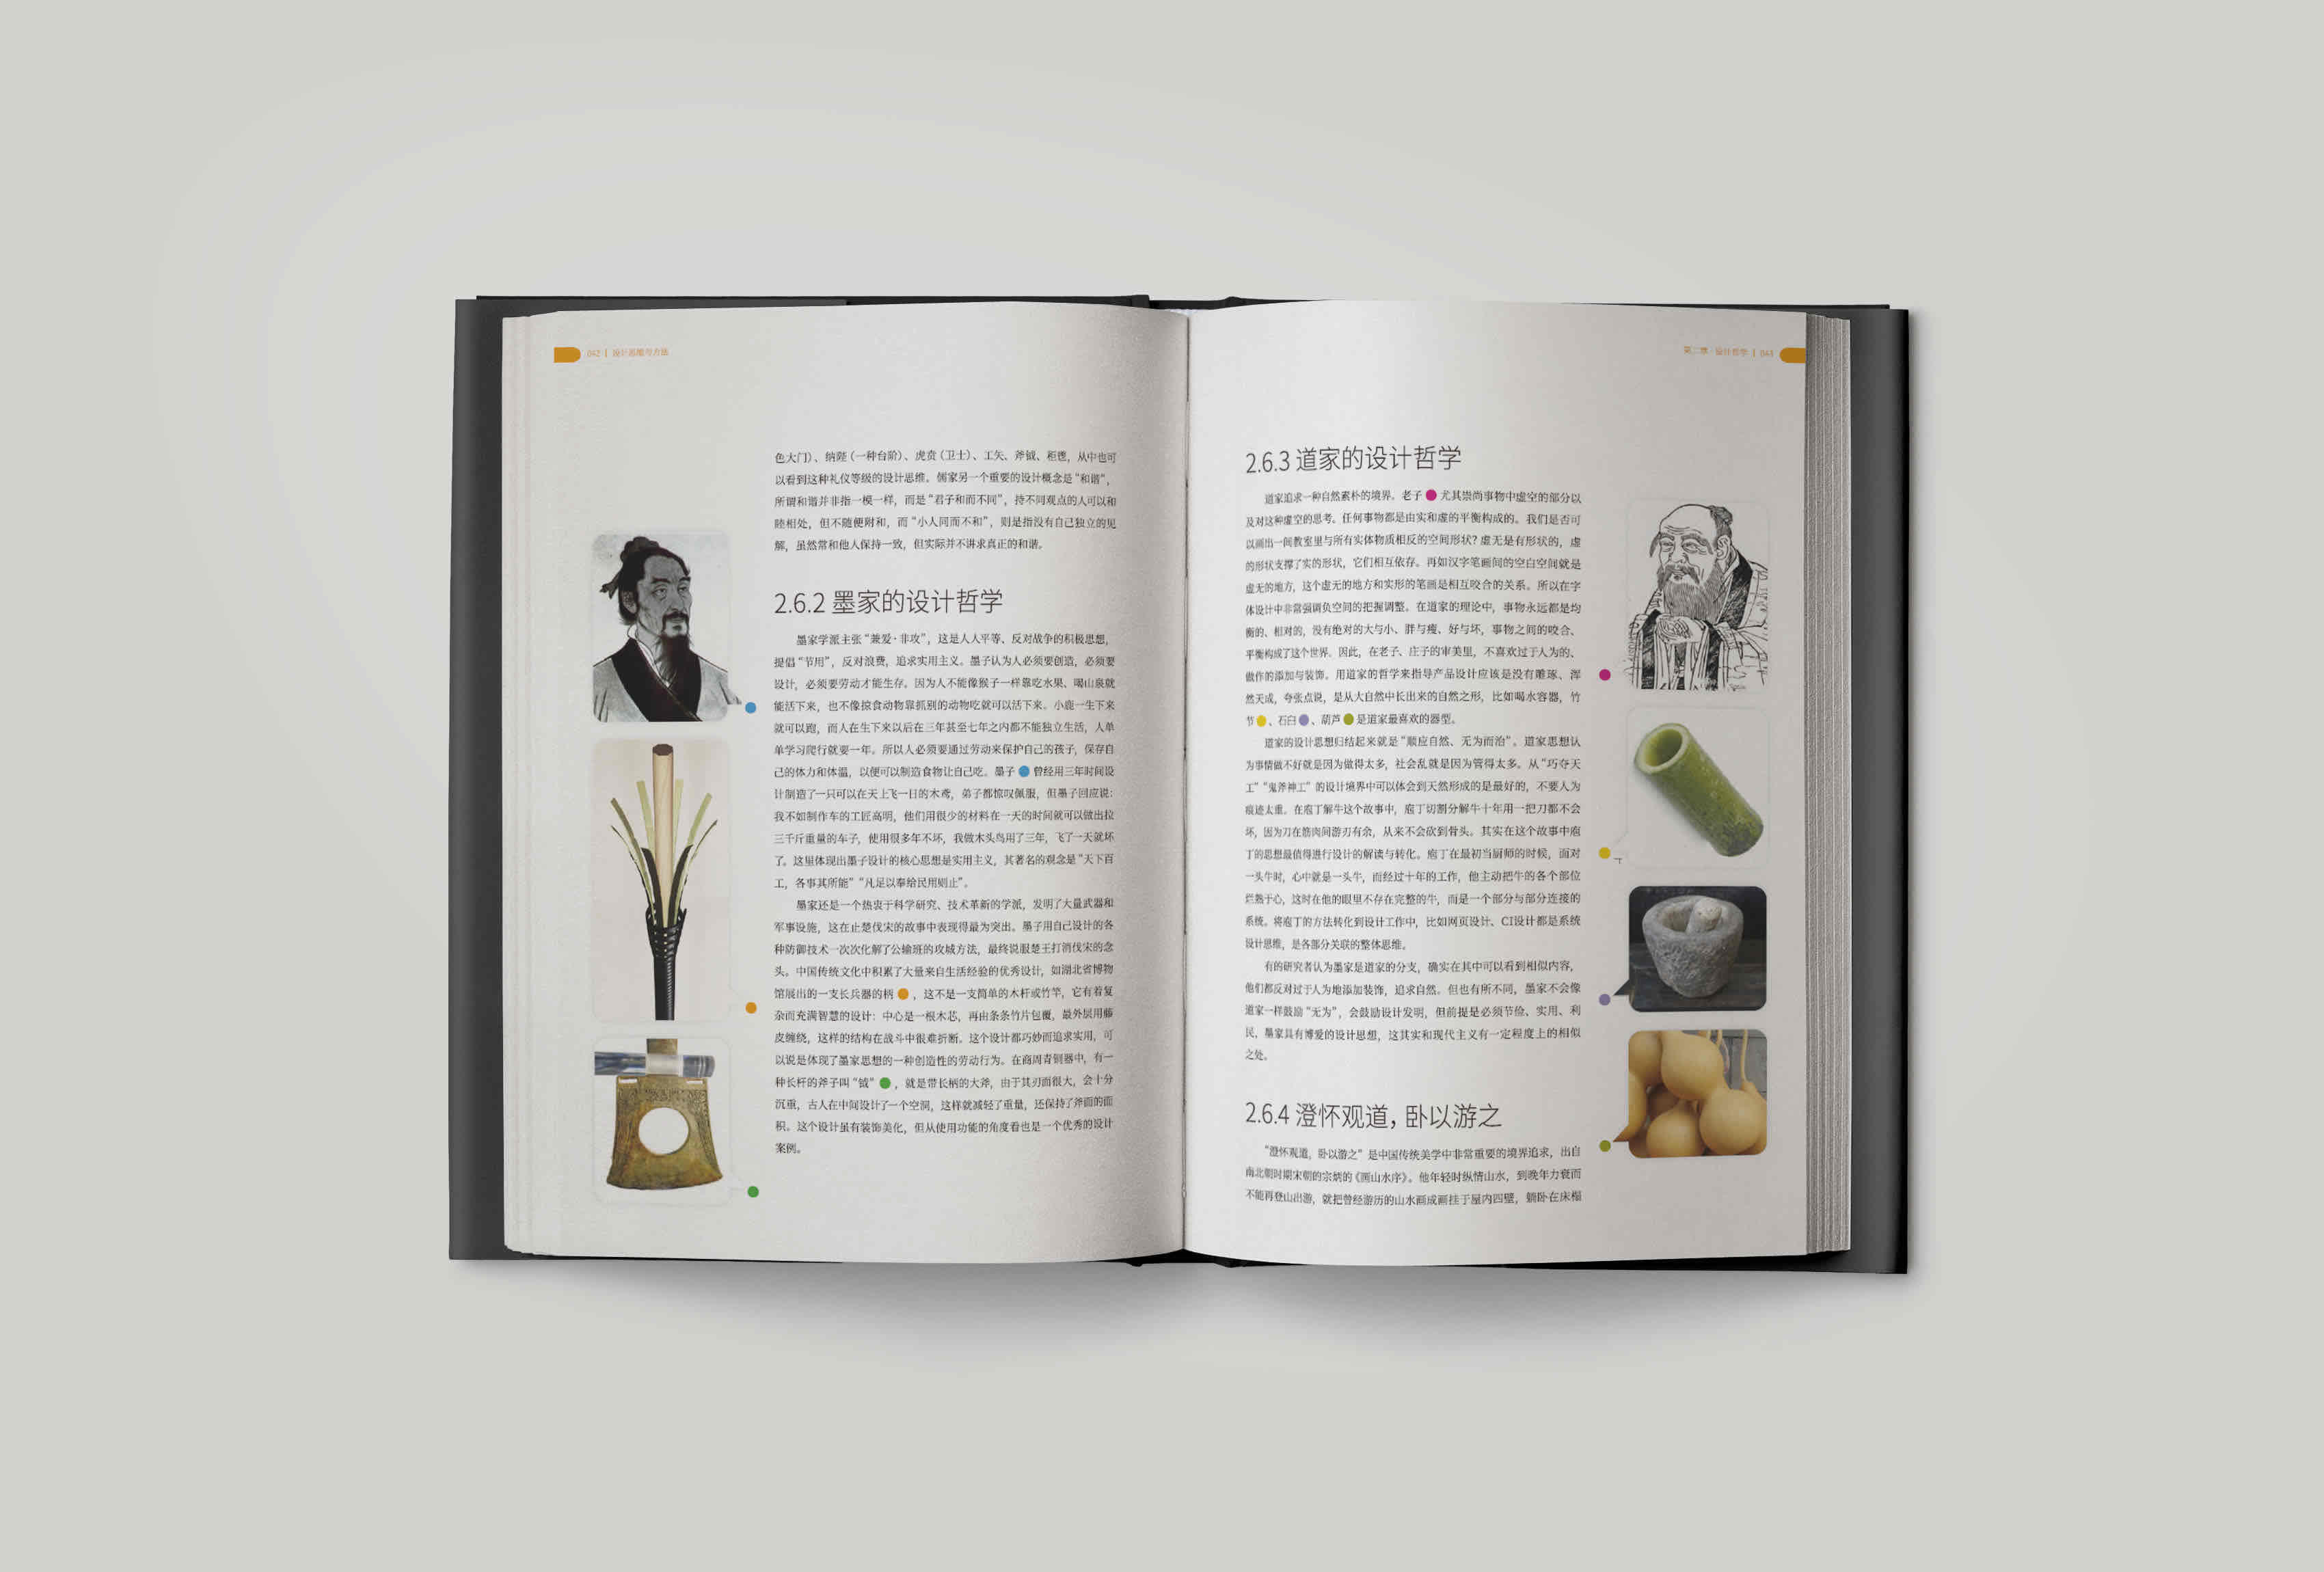 042 | 设计思维与方法
色大门）、纳陛（一种台阶）、虎贲（卫士）、工矢、斧钺、秬鬯，从中也可
以看到这种礼仪等级的设计思维。儒家另一个重要的设计概念是“和谐”，
所谓和谐并非指一模一样，而是“君子和而不同”，持不同观点的人可以和
睦相处，但不随便附和，而“小人同而不和”，则是指没有自己独立的见
解，虽然常和他人保持一致，但实际并不讲求真正的和谐。
2.6.2 墨家的设计哲学
墨家学派主张“兼爱·非攻”，这是人人平等、反对战争的积极思想，
提倡“节用”，反对浪费，追求实用主义。墨子认为人必须要创造，必须要
设计，必须要劳动才能生存。因为人不能像猴子一样靠吃水果、喝山泉就
能活下来，也不像掠食动物靠抓别的动物吃就可以活下来。小鹿一生下来
就可以跑，而人在生下来以后在三年甚至七年之内都不能独立生活，人单
单学习爬行就要一年。所以人必须要通过劳动来保护自己的孩子，保存自
己的体力和体温，以便可以制造食物让自己吃。墨子 曾经用三年时间设
计制造了一只可以在天上飞一日的木鸢，弟子都惊叹佩服，但墨子回应说：
我不如制作车的工匠高明，他们用很少的材料在一天的时间就可以做出拉
三千斤重量的车子，使用很多年不坏，我做木头鸟用了三年，飞了一天就坏
了。这里体现出墨子设计的核心思想是实用主义，其著名的观念是“天下百
工，各事其所能”“凡足以奉给民用则止”。
墨家还是一个热衷于科学研究、技术革新的学派，发明了大量武器和
军事设施，这在止楚伐宋的故事中表现得最为突出。墨子用自己设计的各
种防御技术一次次化解了公输班的攻城方法，最终说服楚王打消伐宋的念
头。中国传统文化中积累了大量来自生活经验的优秀设计，如湖北省博物
馆展出的一支长兵器的柄 ，这不是一支简单的木杆或竹竿，它有着复
杂而充满智慧的设计：中心是一根木芯，再由条条竹片包覆，最外层用藤
皮缠绕，这样的结构在战斗中很难折断。这个设计都巧妙而追求实用，可
以说是体现了墨家思想的一种创造性的劳动行为。在商周青铜器中，有一
种长杆的斧子叫“钺” ，就是带长柄的大斧，由于其刃面很大，会十分
沉重，古人在中间设计了一个空洞，这样就减轻了重量，还保持了斧面的面
积。这个设计虽有装饰美化，但从使用功能的角度看也是一个优秀的设计
案例。
第二章 设计哲学 | 043
2.6.3 道家的设计哲学
道家追求一种自然素朴的境界。老子 尤其崇尚事物中虚空的部分以
及对这种虚空的思考。任何事物都是由实和虚的平衡构成的。我们是否可
以画出一间教室里与所有实体物质相反的空间形状？虚无是有形状的，虚
的形状支撑了实的形状，它们相互依存。再如汉字笔画间的空白空间就是
虚无的地方，这个虚无的地方和实形的笔画是相互咬合的关系。所以在字
体设计中非常强调负空间的把握调整。在道家的理论中，事物永远都是均
衡的、相对的，没有绝对的大与小、胖与瘦、好与坏，事物之间的咬合、
平衡构成了这个世界。因此，在老子、庄子的审美里，不喜欢过于人为的、
做作的添加与装饰。用道家的哲学来指导产品设计应该是没有雕琢、浑
然天成，夸张点说，是从大自然中长出来的自然之形，比如喝水容器，竹
节 、石臼 、葫芦 是道家最喜欢的器型。
道家的设计思想归结起来就是“顺应自然、无为而治”。道家思想认
为事情做不好就是因为做得太多，社会乱就是因为管得太多。从“巧夺天
工”“鬼斧神工”的设计境界中可以体会到天然形成的是最好的，不要人为
痕迹太重。在庖丁解牛这个故事中，庖丁切割分解牛十年用一把刀都不会
坏，因为刀在筋肉间游刃有余，从来不会砍到骨头。其实在这个故事中庖
丁的思想最值得进行设计的解读与转化。庖丁在最初当厨师的时候，面对
一头牛时，心中就是一头牛，而经过十年的工作，他主动把牛的各个部位
烂熟于心，这时在他的眼里不存在完整的牛，而是一个部分与部分连接的
系统。将庖丁的方法转化到设计工作中，比如网页设计、CI设计都是系统
设计思维，是各部分关联的整体思维。
有的研究者认为墨家是道家的分支，确实在其中可以看到相似内容，
他们都反对过于人为地添加装饰，追求自然。但也有所不同，墨家不会像
道家一样鼓励“无为”，会鼓励设计发明，但前提是必须节俭、实用、利
民，墨家具有博爱的设计思想，这其实和现代主义有一定程度上的相似
之处。
2.6.4 澄怀观道，卧以游之
“澄怀观道，卧以游之”是中国传统美学中非常重要的境界追求，出自
南北朝时期宋朝的宗炳的《画山水序》。他年轻时纵情山水，到晚年力衰而
不能再登山出游，就把曾经游历的山水画成画挂于屋内四壁，躺卧在床榻